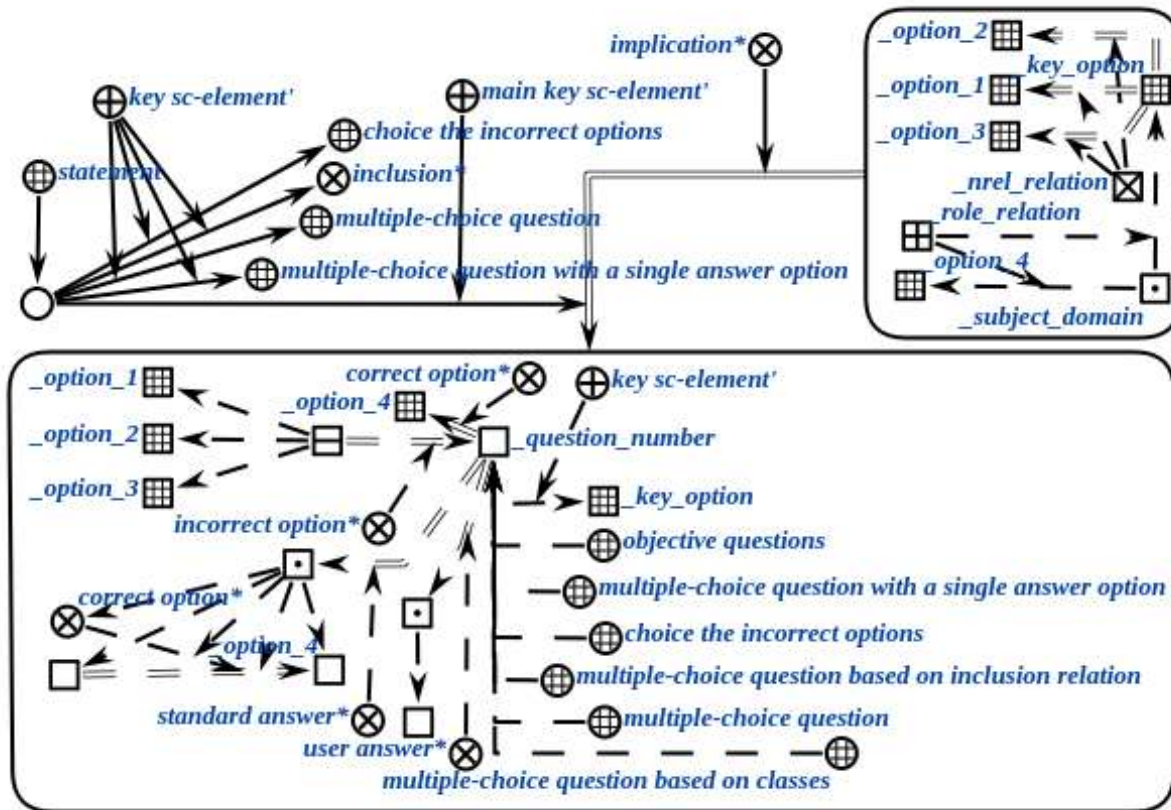 implication*
key sc-element'
main key sc-element'
choice the incorrect options
statement
inclusion*
multiple-choice question
multiple-choice question with a single answer option
_option_2
_key_option
_option_1
_option_3
_nrel_relation
_role_relation
_option_4
_subject_domain
_option_1
correct option*
key sc-element'
_option_4
_option_2
_question_number
_option_3
_key_option
incorrect option*
objective questions
multiple-choice question with a single answer option
correct option*
choice the incorrect options
_option_4
multiple-choice question based on inclusion relation
standard answer*
multiple-choice question
user answer*
multiple-choice question based on classes